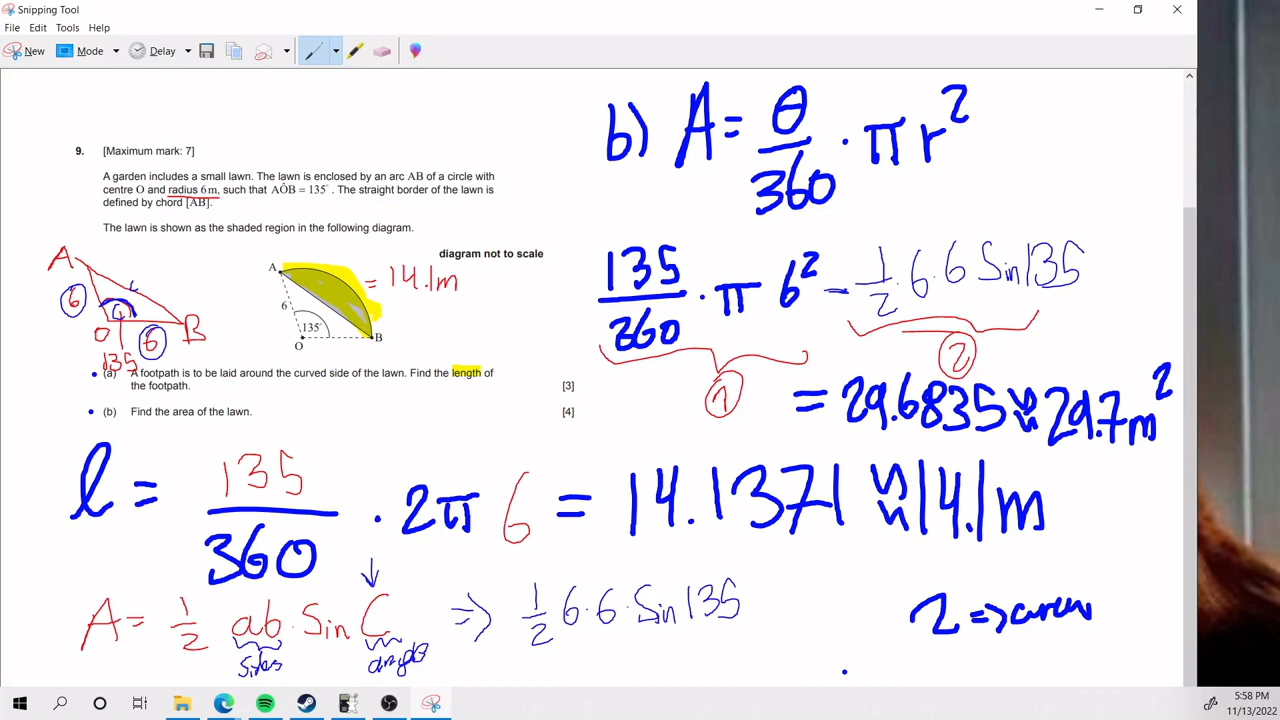 Snipping Tool
File Edit Tools Help
New Mode Delay
9. [Maximum mark: 7]
A garden includes a small lawn. The lawn is enclosed by an arc AB of a circle with
centre O and radius 6 m, such that AÔB = 135°. The straight border of the lawn is
defined by chord [AB].
The lawn is shown as the shaded region in the following diagram.
diagram not to scale
A
6
135°
O
B
= 14.1m
A
6
c
O
6
B
135
(a) A footpath is to be laid around the curved side of the lawn. Find the length of
the footpath. [3]
(b) Find the area of the lawn. [4]
b) A = θ/360 · π r²
135/360 · π 6² - 1/2 6·6 Sin135
1
2
= 29.6835 ≈ 29.7m²
l = 135/360 · 2π 6 = 14.1371 ≈ 14.1m
A = 1/2 ab · Sin C => 1/2 6·6·Sin 135
sides angle
2 => area
5:58 PM
11/13/2022